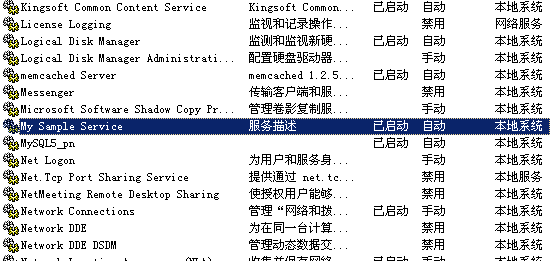 Kingsoft Common Content Service Kingsoft Common... 已启动 自动 本地系统
License Logging 监视和记录操作... 禁用 网络服务
Logical Disk Manager 监测和监视新硬... 已启动 自动 本地系统
Logical Disk Manager Administrati... 配置硬盘驱动器... 手动 本地系统
memcached Server memcached 1.2.5... 已启动 自动 本地系统
Messenger 传输客户端和服... 禁用 本地系统
Microsoft Software Shadow Copy Pr... 管理卷影复制服... 手动 本地系统
My Sample Service 服务描述 已启动 自动 本地系统
MySQL5_pn 已启动 自动 本地系统
Net Logon 为用户和服务身... 手动 本地系统
Net.Tcp Port Sharing Service 提供通过 net.tc... 禁用 本地服务
NetMeeting Remote Desktop Sharing 使授权用户能够... 禁用 本地系统
Network Connections 管理“网络和拨... 已启动 手动 本地系统
Network DDE 为在同一台计算... 禁用 本地系统
Network DDE DSDM 管理动态数据交... 禁用 本地系统